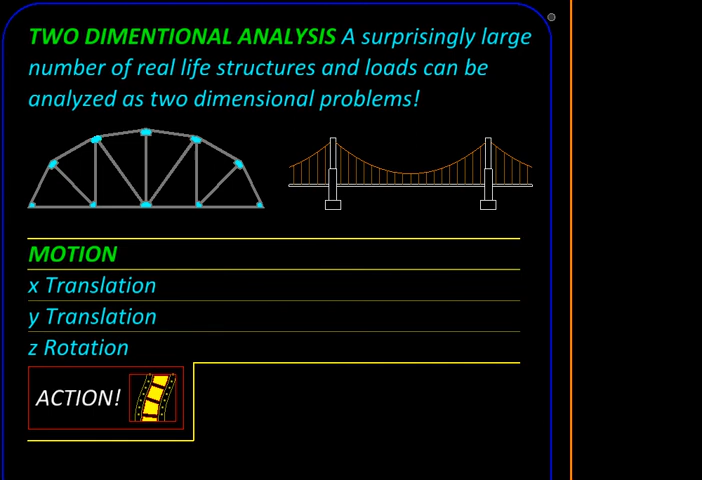 TWO DIMENTIONAL ANALYSIS A surprisingly large
number of real life structures and loads can be
analyzed as two dimensional problems!
MOTION
x Translation
y Translation
z Rotation
ACTION!